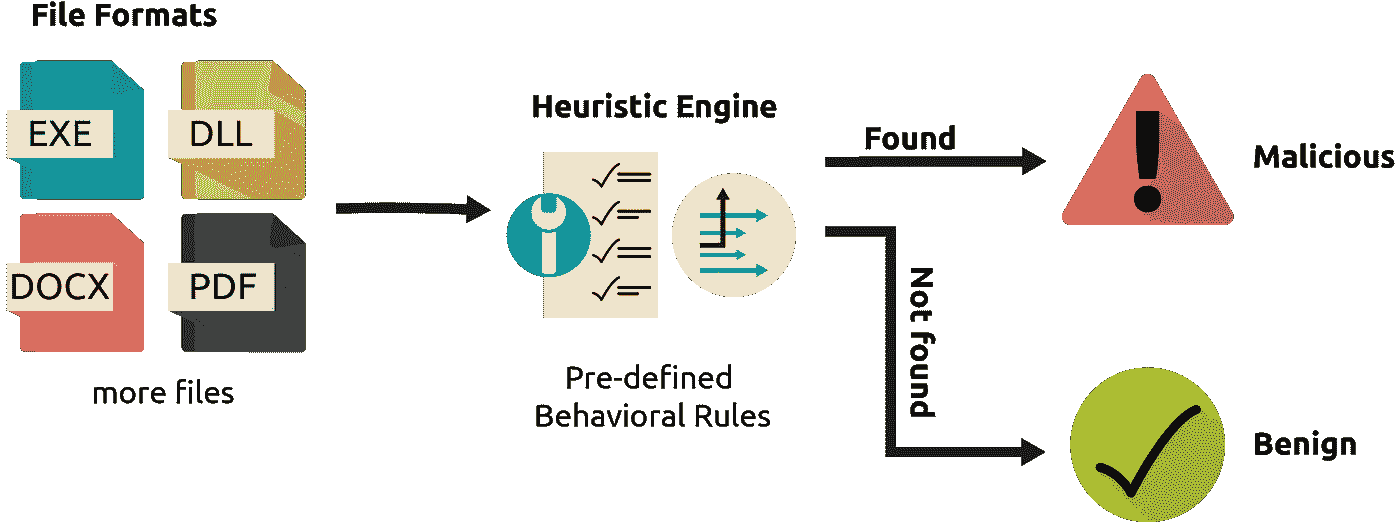 File Formats
EXE
DLL
DOCX
PDF
more files
Heuristic Engine
Pre-defined
Behavioral Rules
Found
Not found
Malicious
Benign